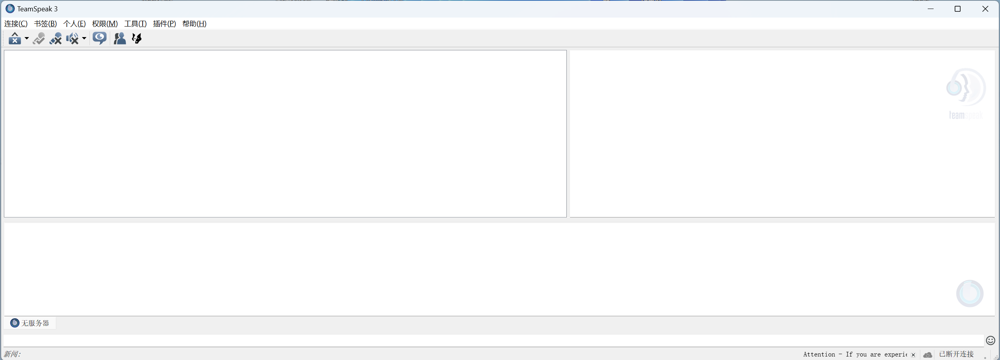 TeamSpeak 3
连接(C) 书签(B) 个人(E) 权限(M) 工具(T) 插件(P) 帮助(H)
teamspeak
无服务器
新闻: Attention - If you are experie 已断开连接